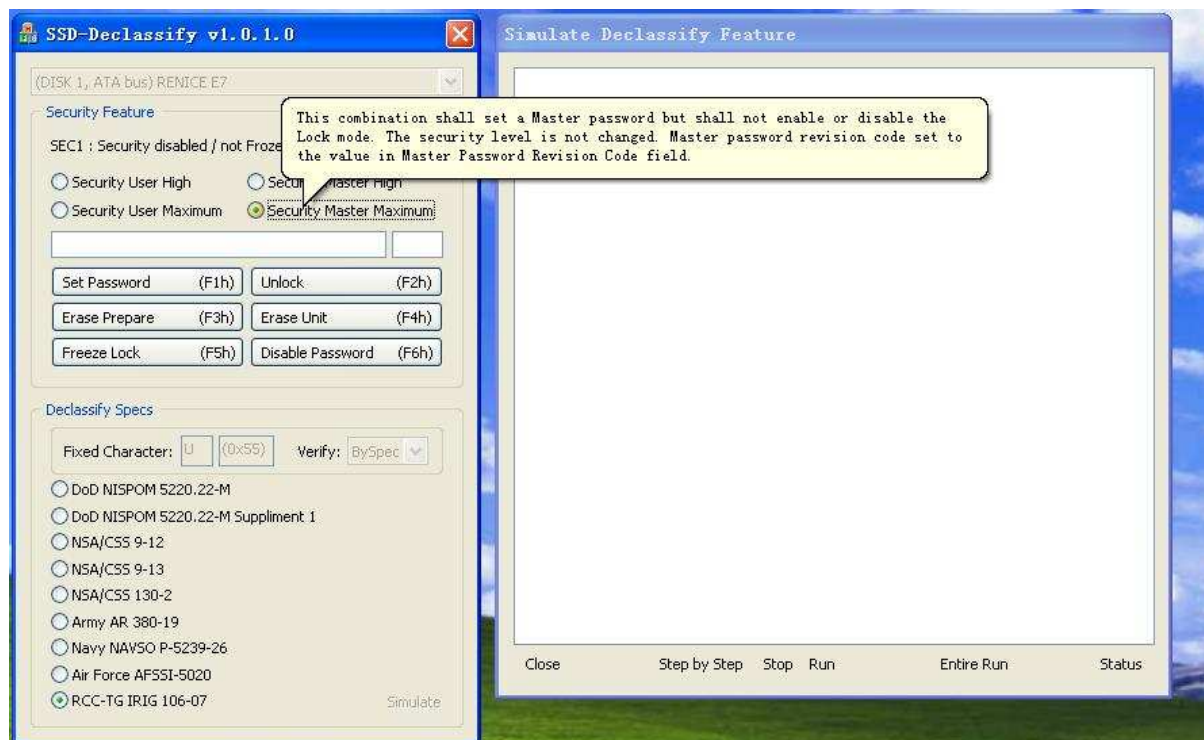 SSD-Declassify v1.0.1.0
(DISK 1, ATA bus) RENICE E7
Security Feature
SEC1 : Security disabled / not
This combination shall set a Master password but shall not enable or disable the
Lock mode. The security level is not changed. Master password revision code set to
the value in Master Password Revision Code field.
Security User High
High
Security User Maximum
Security Master Maximum
Set Password (F1h)
Unlock (F2h)
Erase Prepare (F3h)
Erase Unit (F4h)
Freeze Lock (F5h)
Disable Password (F6h)
Declassify Specs
Fixed Character: U (0x55) Verify: BySpec
DoD NISPOM 5220.22-M
DoD NISPOM 5220.22-M Suppliment 1
NSA/CSS 9-12
NSA/CSS 9-13
NSA/CSS 130-2
Army AR 380-19
Navy NAVSO P-5239-26
Air Force AFSSI-5020
RCC-TG IRIG 106-07
Simulate
Simulate Declassify Feature
Close Step by Step Stop Run Entire Run Status